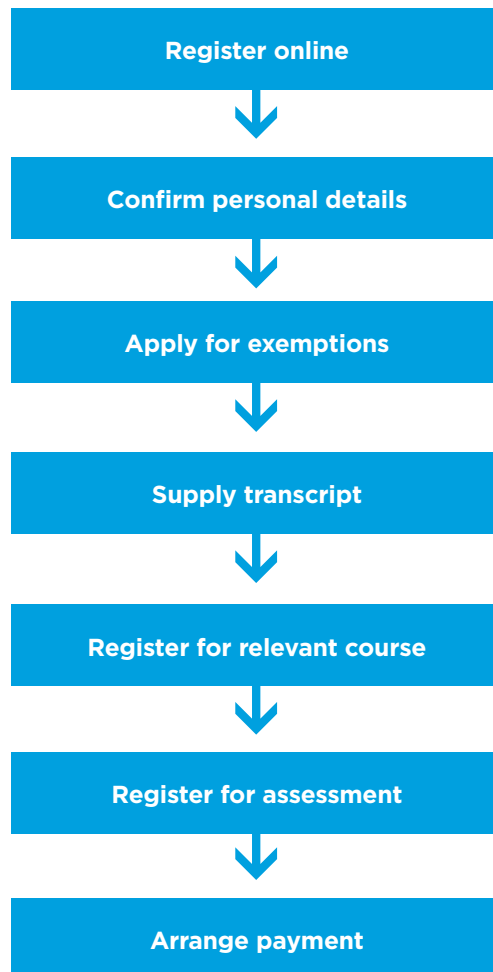 Register online
Confirm personal details
Apply for exemptions
Supply transcript
Register for relevant course
Register for assessment
Arrange payment